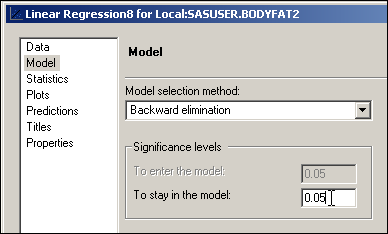 Linear Regression8 for Local:SASUSER.BODYFAT2
Data
Model
Statistics
Plots
Predictions
Titles
Properties
Model
Model selection method:
Backward elimination
Significance levels
To enter the model: 0.05
To stay in the model: 0.05